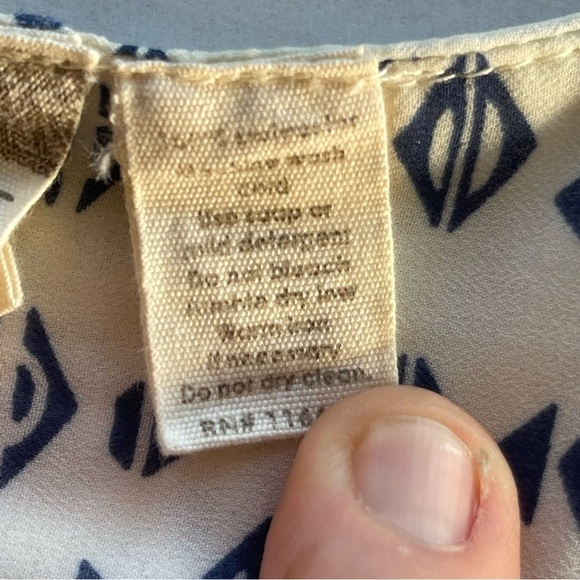 wash
cold
Use soap or
mild detergent
Do not bleach
tumble dry low
Warm iron
if necessary
Do not dry clean
RN# 116